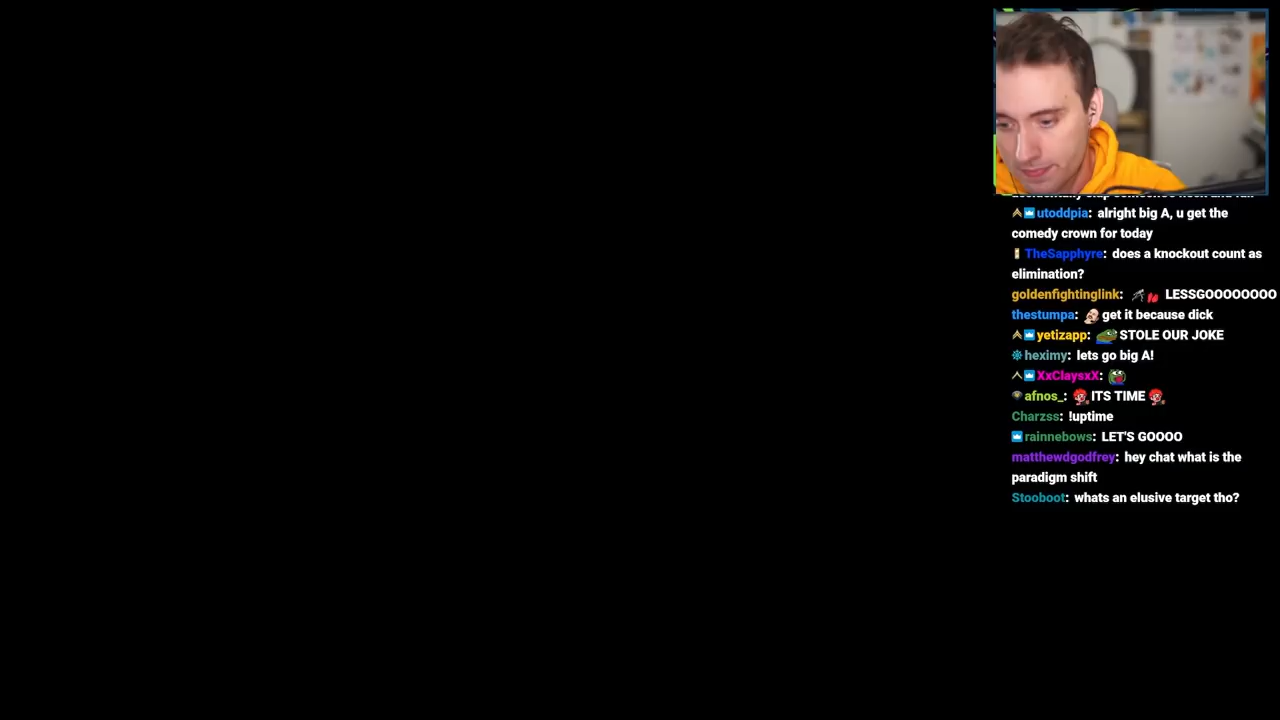 utoddpia: alright big A, u get the
comedy crown for today
TheSapphyre: does a knockout count as
elimination?
goldenfightinglink: LESSGOOOOOOOO
thestumpa: get it because dick
yetizapp: STOLE OUR JOKE
heximy: lets go big A!
XxClaysxX:
afnos_: ITS TIME
Charzss: !uptime
rainnebows: LET'S GOOOO
matthewdgodfrey: hey chat what is the
paradigm shift
Stooboot: whats an elusive target tho?